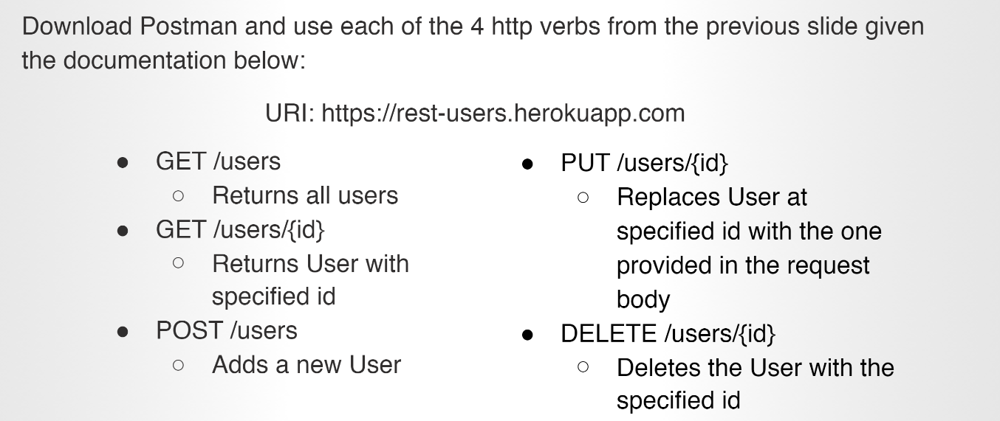 Download Postman and use each of the 4 http verbs from the previous slide given
the documentation below:
URI: https://rest-users.herokuapp.com
● GET /users
○ Returns all users
● GET /users/{id}
○ Returns User with
specified id
● POST /users
○ Adds a new User
● PUT /users/{id}
○ Replaces User at
specified id with the one
provided in the request
body
● DELETE /users/{id}
○ Deletes the User with the
specified id